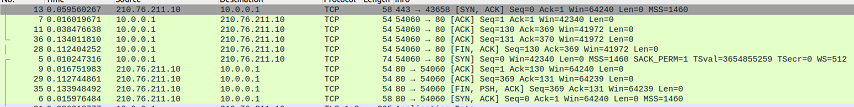 13 0.059560267 210.76.211.10 10.0.0.1 TCP 58 443 → 43658 [SYN, ACK] Seq=0 Ack=1 Win=64240 Len=0 MSS=1460
7 0.016019671 10.0.0.1 210.76.211.10 TCP 54 54060 → 80 [ACK] Seq=1 Ack=1 Win=42340 Len=0
11 0.038476638 10.0.0.1 210.76.211.10 TCP 54 54060 → 80 [ACK] Seq=130 Ack=369 Win=41972 Len=0
36 0.134011810 10.0.0.1 210.76.211.10 TCP 54 54060 → 80 [ACK] Seq=131 Ack=370 Win=41972 Len=0
28 0.112404252 10.0.0.1 210.76.211.10 TCP 54 54060 → 80 [FIN, ACK] Seq=130 Ack=369 Win=41972 Len=0
5 0.010247316 10.0.0.1 210.76.211.10 TCP 74 54060 → 80 [SYN] Seq=0 Win=42340 Len=0 MSS=1460 SACK_PERM=1 TSval=3654855259 TSecr=0 WS=512
9 0.016751983 210.76.211.10 10.0.0.1 TCP 54 80 → 54060 [ACK] Seq=1 Ack=130 Win=64240 Len=0
29 0.112744861 210.76.211.10 10.0.0.1 TCP 54 80 → 54060 [ACK] Seq=369 Ack=131 Win=64239 Len=0
35 0.133948492 210.76.211.10 10.0.0.1 TCP 54 80 → 54060 [FIN, PSH, ACK] Seq=369 Ack=131 Win=64239 Len=0
6 0.015976484 210.76.211.10 10.0.0.1 TCP 58 80 → 54060 [SYN, ACK] Seq=0 Ack=1 Win=64240 Len=0 MSS=1460